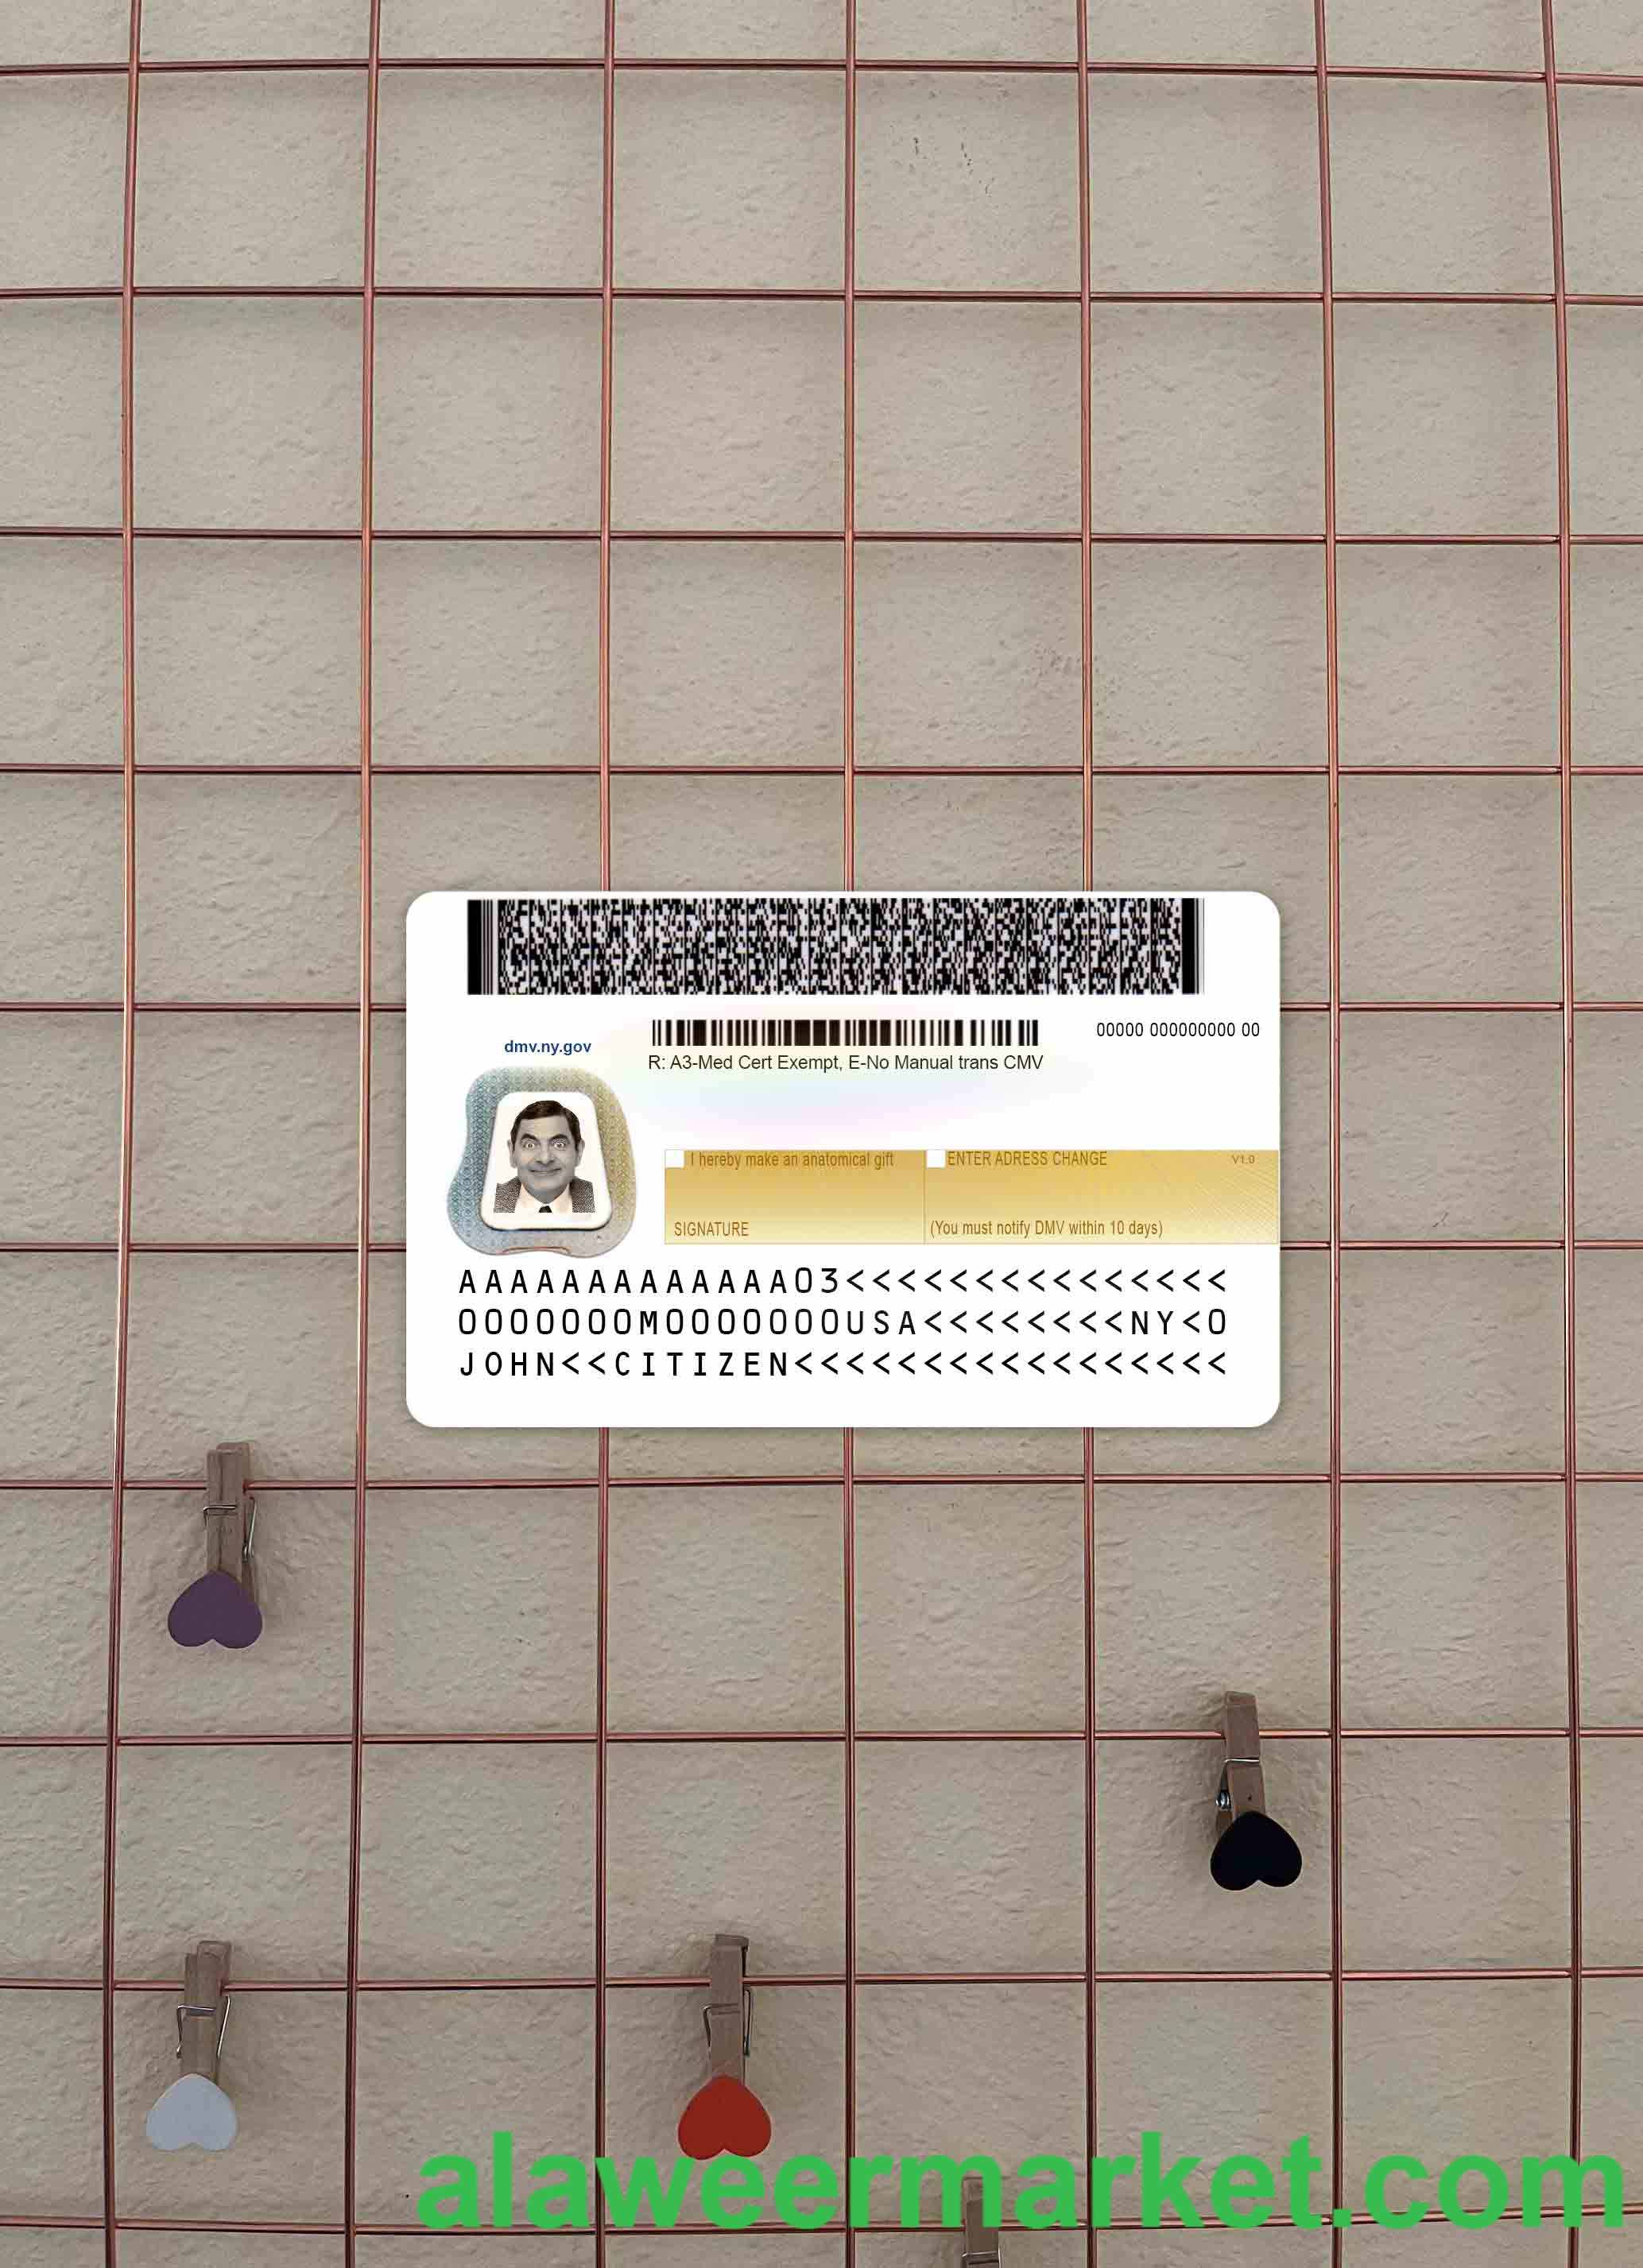 dmv.ny.gov
R: A3-Med Cert Exempt, E-No Manual trans CMV
00000 000000000 00
I hereby make an anatomical gift
ENTER ADRESS CHANGE
V1.0
SIGNATURE
(You must notify DMV within 10 days)
AAAAAAAAAAAAA03<<<<<<<<<<<<<<<
0000000M0000000USA<<<<<<<<NY<0
JOHN<<CITIZEN<<<<<<<<<<<<<<<<<
alaweermarket.com